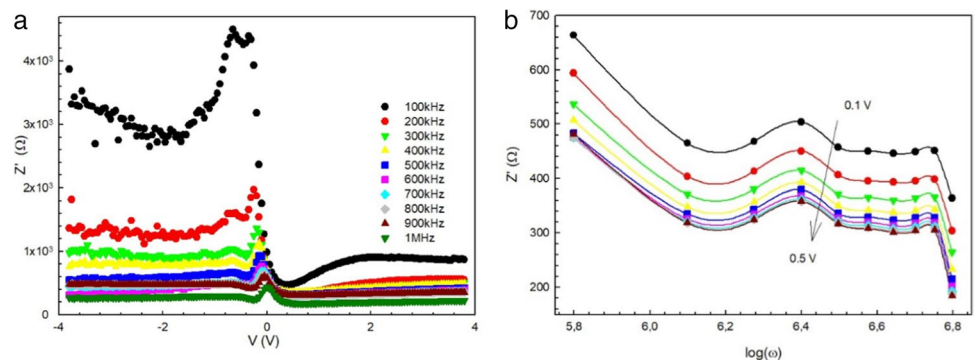 a
4x10³
3x10³
2x10³
1x10³
0
Z' (Ω)
-4
-2
0
2
4
V (V)
100kHz
200kHz
300kHz
400kHz
500kHz
600kHz
700kHz
800kHz
900kHz
1MHz
b
700
600
500
400
300
200
Z' (Ω)
5,8
6,0
6,2
6,4
6,6
6,6
6,8
log(ω)
0.1 V
0.5 V